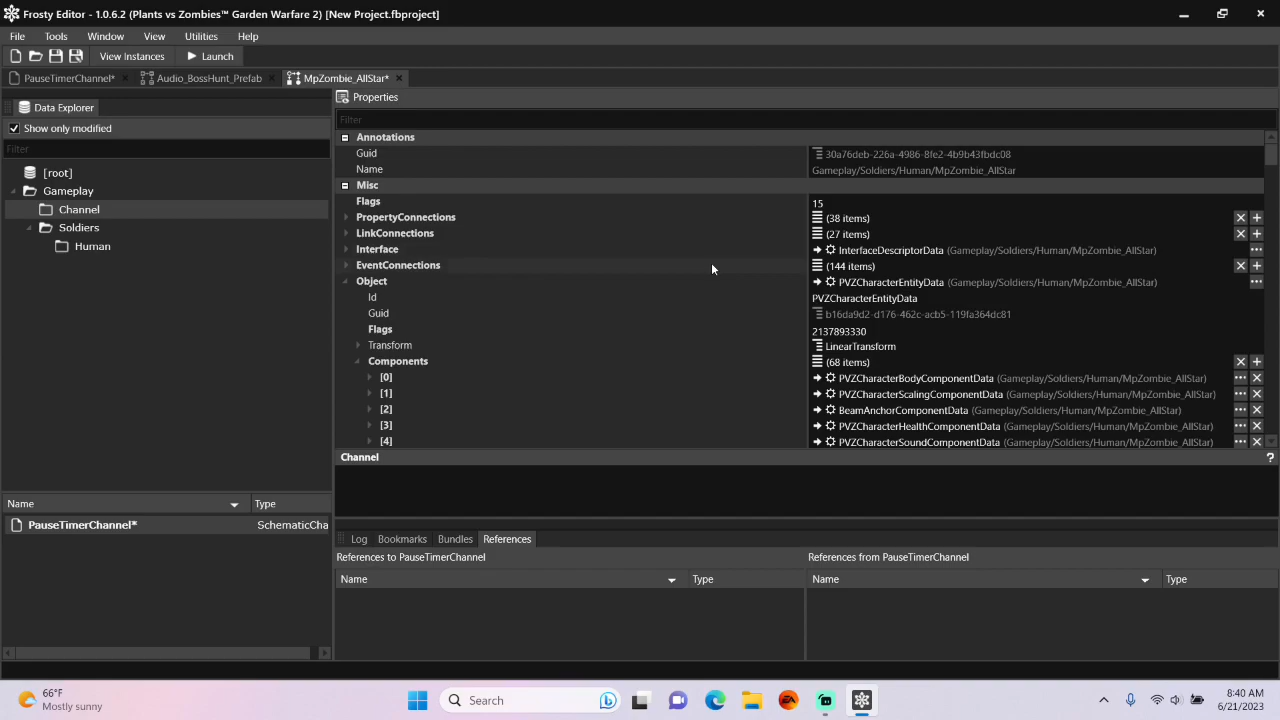 Frosty Editor - 1.0.6.2 (Plants vs Zombies™ Garden Warfare 2) [New Project.fbproject]
File Tools Window View Utilities Help
View Instances Launch
PauseTimerChannel* Audio_BossHunt_Prefab MpZombie_AllStar*
Data Explorer
Show only modified
Filter
[root]
Gameplay
Channel
Soldiers
Human
Name Type
PauseTimerChannel* SchematicCha
Properties
Filter
Annotations
Guid 30a76deb-226a-4986-8fe2-4b9b43fbdc08
Name Gameplay/Soldiers/Human/MpZombie_AllStar
Misc
Flags 15
PropertyConnections (38 items)
LinkConnections (27 items)
Interface InterfaceDescriptorData (Gameplay/Soldiers/Human/MpZombie_AllStar)
EventConnections (144 items)
Object PVZCharacterEntityData (Gameplay/Soldiers/Human/MpZombie_AllStar)
Id PVZCharacterEntityData
Guid b16da9d2-d176-462c-acb5-119fa364dc81
Flags 2137893330
Transform LinearTransform
Components (68 items)
[0] PVZCharacterBodyComponentData (Gameplay/Soldiers/Human/MpZombie_AllStar)
[1] PVZCharacterScalingComponentData (Gameplay/Soldiers/Human/MpZombie_AllStar)
[2] BeamAnchorComponentData (Gameplay/Soldiers/Human/MpZombie_AllStar)
[3] PVZCharacterHealthComponentData (Gameplay/Soldiers/Human/MpZombie_AllStar)
[4] PVZCharacterSoundComponentData (Gameplay/Soldiers/Human/MpZombie_AllStar)
Channel ?
Log Bookmarks Bundles References
References to PauseTimerChannel References from PauseTimerChannel
Name Type Name Type
66°F
Mostly sunny
Search
8:40 AM
6/21/2023